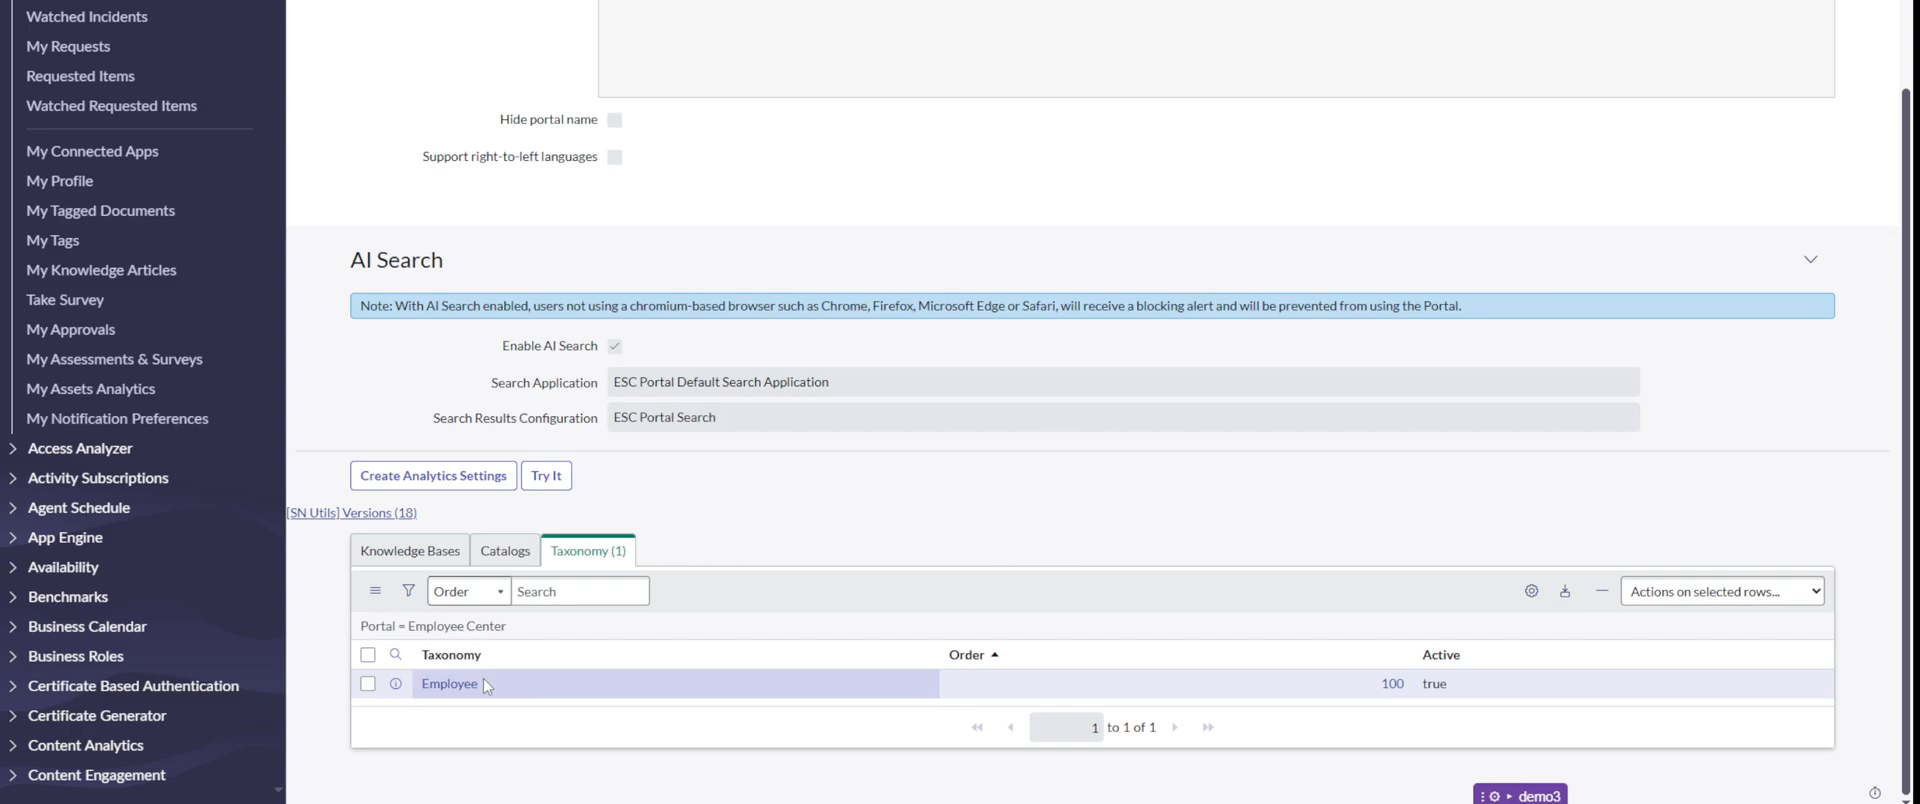 Watched Incidents
My Requests
Requested Items
Watched Requested Items
My Connected Apps
My Profile
My Tagged Documents
My Tags
My Knowledge Articles
Take Survey
My Approvals
My Assessments & Surveys
My Assets Analytics
My Notification Preferences
Access Analyzer
Activity Subscriptions
Agent Schedule
App Engine
Availability
Benchmarks
Business Calendar
Business Roles
Certificate Based Authentication
Certificate Generator
Content Analytics
Content Engagement
Hide portal name
Support right-to-left languages
AI Search
Note: With AI Search enabled, users not using a chromium-based browser such as Chrome, Firefox, Microsoft Edge or Safari, will receive a blocking alert and will be prevented from using the Portal.
Enable AI Search
Search Application ESC Portal Default Search Application
Search Results Configuration ESC Portal Search
Create Analytics Settings Try It
[SN Utils] Versions (18)
Knowledge Bases Catalogs Taxonomy (1)
Order Search Actions on selected rows...
Portal = Employee Center
Taxonomy Order Active
Employee 100 true
1 to 1 of 1
demo3